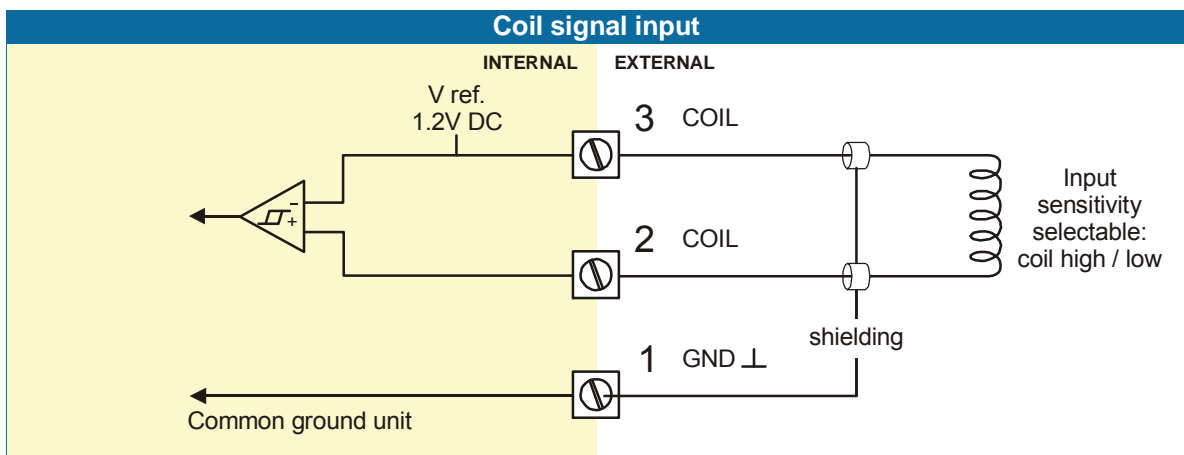 Coil signal input
INTERNAL
EXTERNAL
V ref.
1.2V DC
3 COIL
Input
sensitivity
selectable:
coil high / low
-
+
2 COIL
shielding
1 GND ⊥
Common ground unit